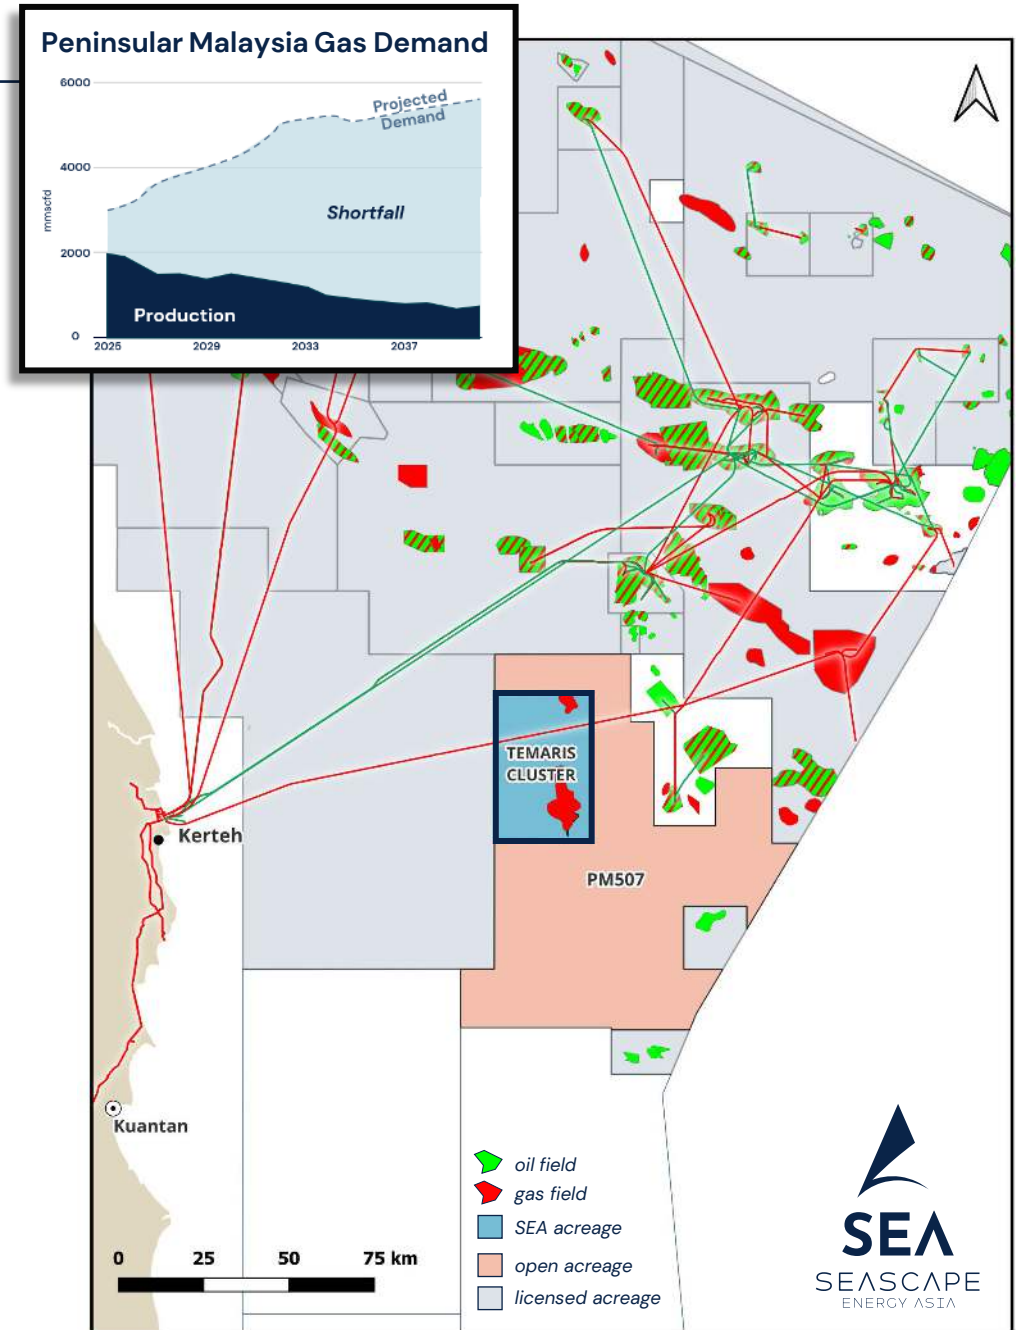 Peninsular Malaysia Gas Demand
6000
4000
2000
0
mmscfd
Projected
Demand
Shortfall
Production
2025
2029
2033
2037
TEMARIS
CLUSTER
PM507
Kerteh
Kuantan
0
25
50
75 km
oil field
gas field
SEA acreage
open acreage
licensed acreage
SEA
SEASCAPE
ENERGY ASIA